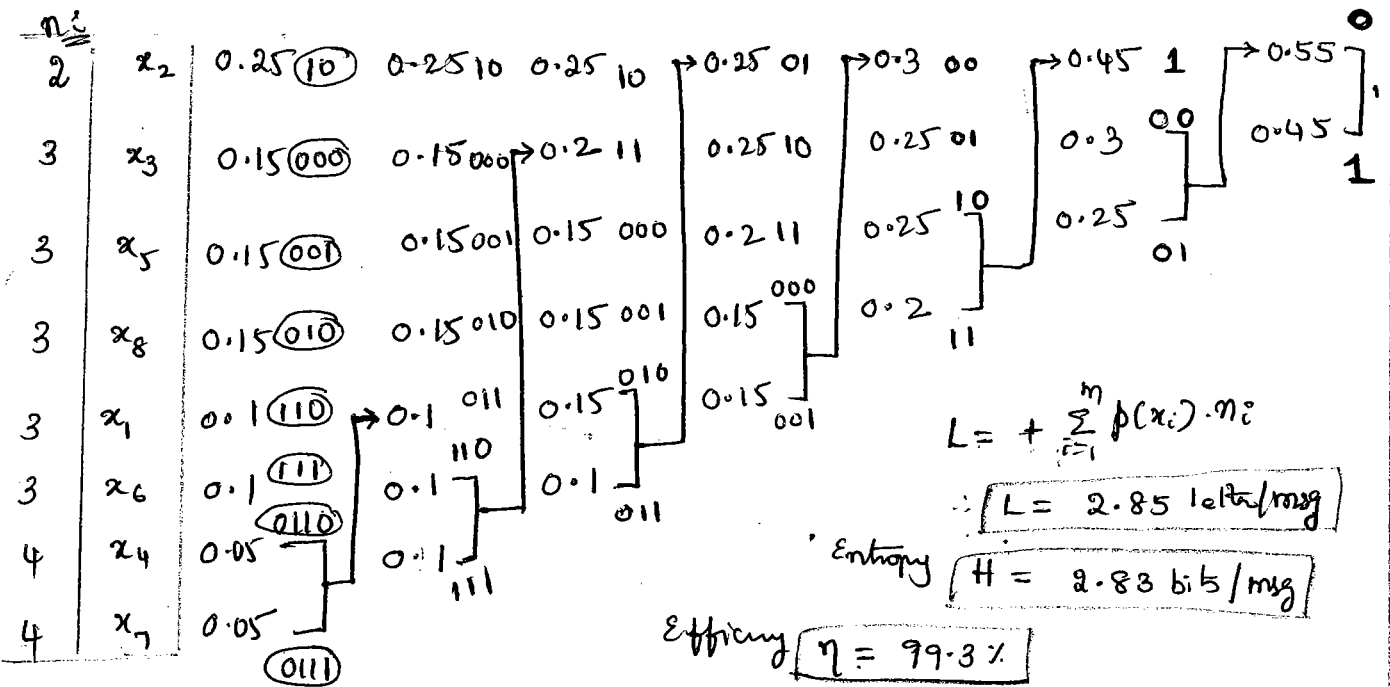 ni 0
2 x₂ 0.25 10 0.25 10 0.25 10 0.25 01 0.3 00 0.45 1 0.55
3 x₃ 0.15 000 0.15 000 0.2 11 0.25 10 0.25 01 0.3 00 0.45 1
3 x₅ 0.15 001 0.15 001 0.15 000 0.2 11 0.25 10 0.25 01
3 x₈ 0.15 010 0.15 010 0.15 001 0.15 000 0.2 11
3 x₁ 0.1 110 0.1 011 0.15 010 0.15 001
L = + Σ p(xi).ni
m
i=1
3 x₆ 0.1 111 0.1 110 0.1 011
∴ L = 2.85 letter/msg
4 x₄ 0.05 0110 0.1 111
Entropy H = 2.83 bits/msg
4 x₇ 0.05 0111
Efficiny η = 99.3 %